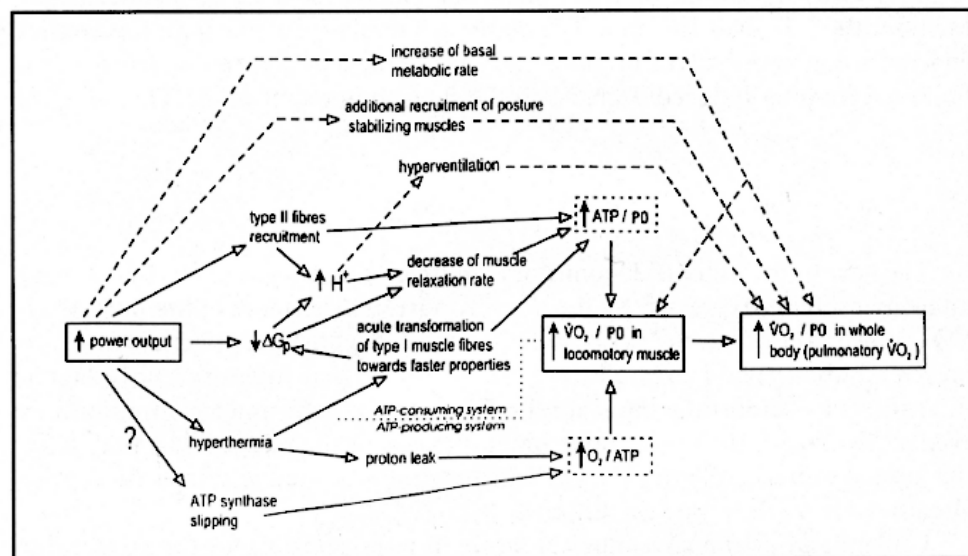 increase of basal
metabolic rate
additional recruitment of posture
stabilizing muscles
hyperventilation
type II fibres
recruitment
↑ ATP / PO
↑ H⁺
decrease of muscle
relaxation rate
↑ power output
↓ ΔGₚ
acute transformation
of type I muscle fibres
towards faster properties
↑ V̇O₂ / PO in
locomotory muscle
↑ V̇O₂ / PO in whole
body (pulmonatory V̇O₂)
ATP-consuming system
ATP-producing system
?
hyperthermia
proton leak
↑ O₂ / ATP
ATP synthase
slipping